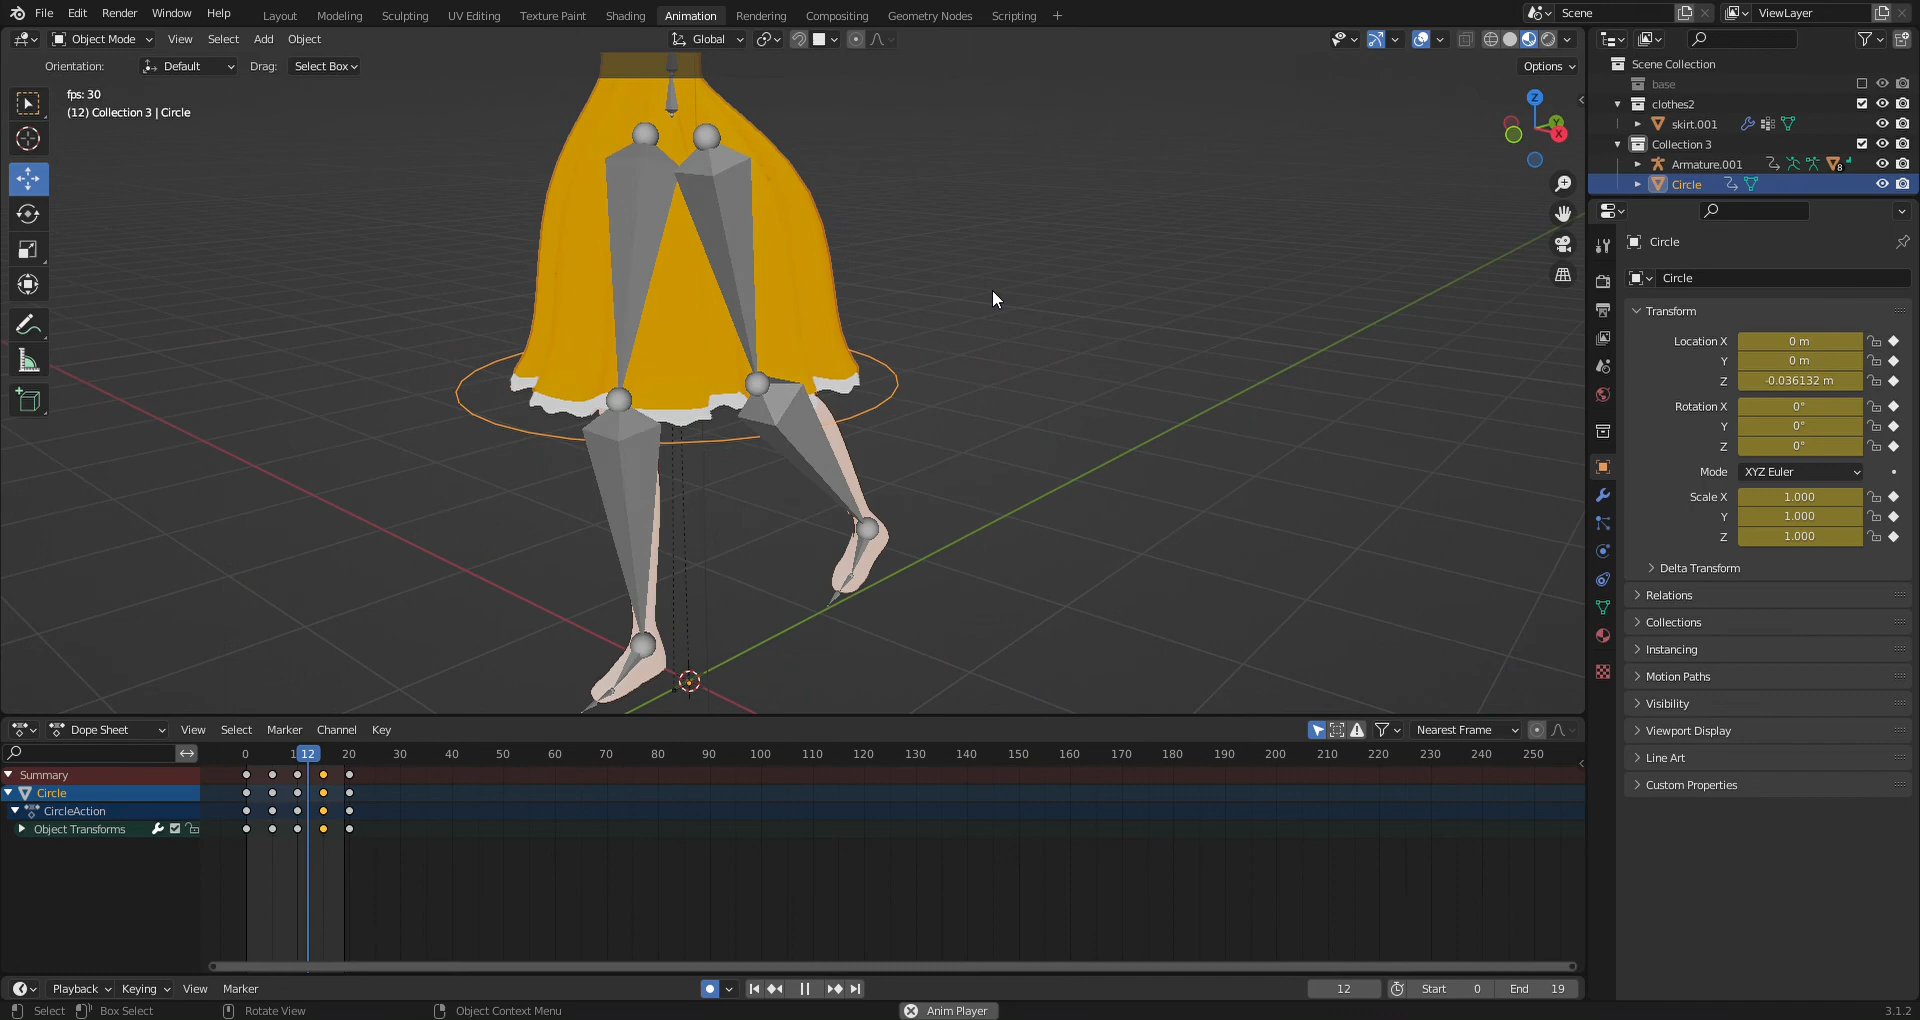 File Edit Render Window Help Layout Modeling Sculpting UV Editing Texture Paint Shading Animation Rendering Compositing Geometry Nodes Scripting + Scene ViewLayer
Object Mode View Select Add Object Global
Orientation: Default Drag: Select Box Options
fps: 30
(12) Collection 3 | Circle
Z
Y
X
Scene Collection
base
clothes2
skirt.001
Collection 3
Armature.001 8
Circle
Circle
Circle
Transform
Location X 0 m
Y 0 m
Z -0.036132 m
Rotation X 0°
Y 0°
Z 0°
Mode XYZ Euler
Scale X 1.000
Y 1.000
Z 1.000
Delta Transform
Relations
Collections
Instancing
Motion Paths
Visibility
Viewport Display
Line Art
Custom Properties
Dope Sheet View Select Marker Channel Key Nearest Frame
0 1 12 20 30 40 50 60 70 80 90 100 110 120 130 140 150 160 170 180 190 200 210 220 230 240 250
Summary
Circle
CircleAction
Object Transforms
Playback Keying View Marker 12 Start 0 End 19
Select Box Select Rotate View Object Context Menu Anim Player 3.1.2